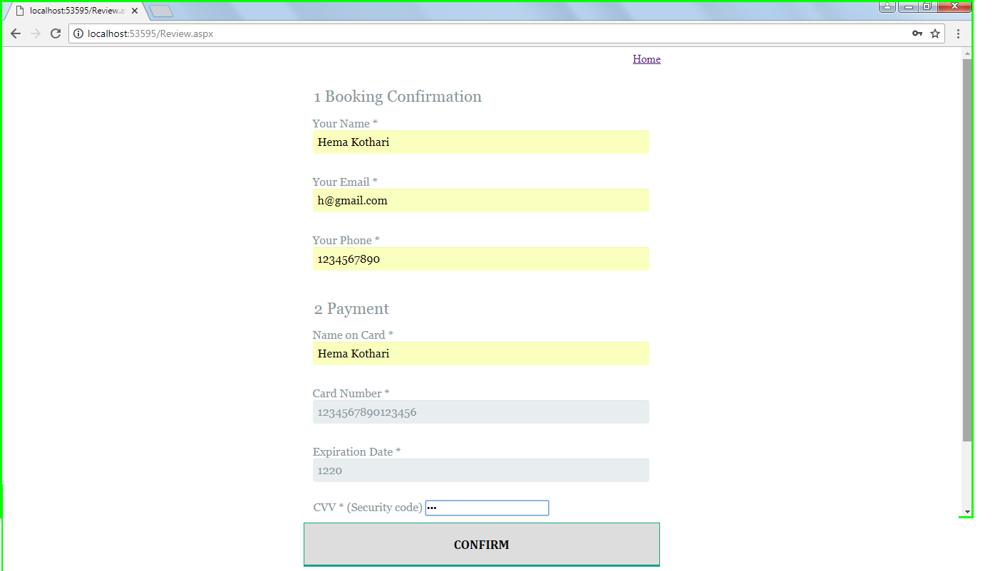 localhost:53595/Review.a
localhost:53595/Review.aspx
Home
1 Booking Confirmation
Your Name *
Hema Kothari
Your Email *
h@gmail.com
Your Phone *
1234567890
2 Payment
Name on Card *
Hema Kothari
Card Number *
1234567890123456
Expiration Date *
1220
CVV * (Security code) •••
CONFIRM